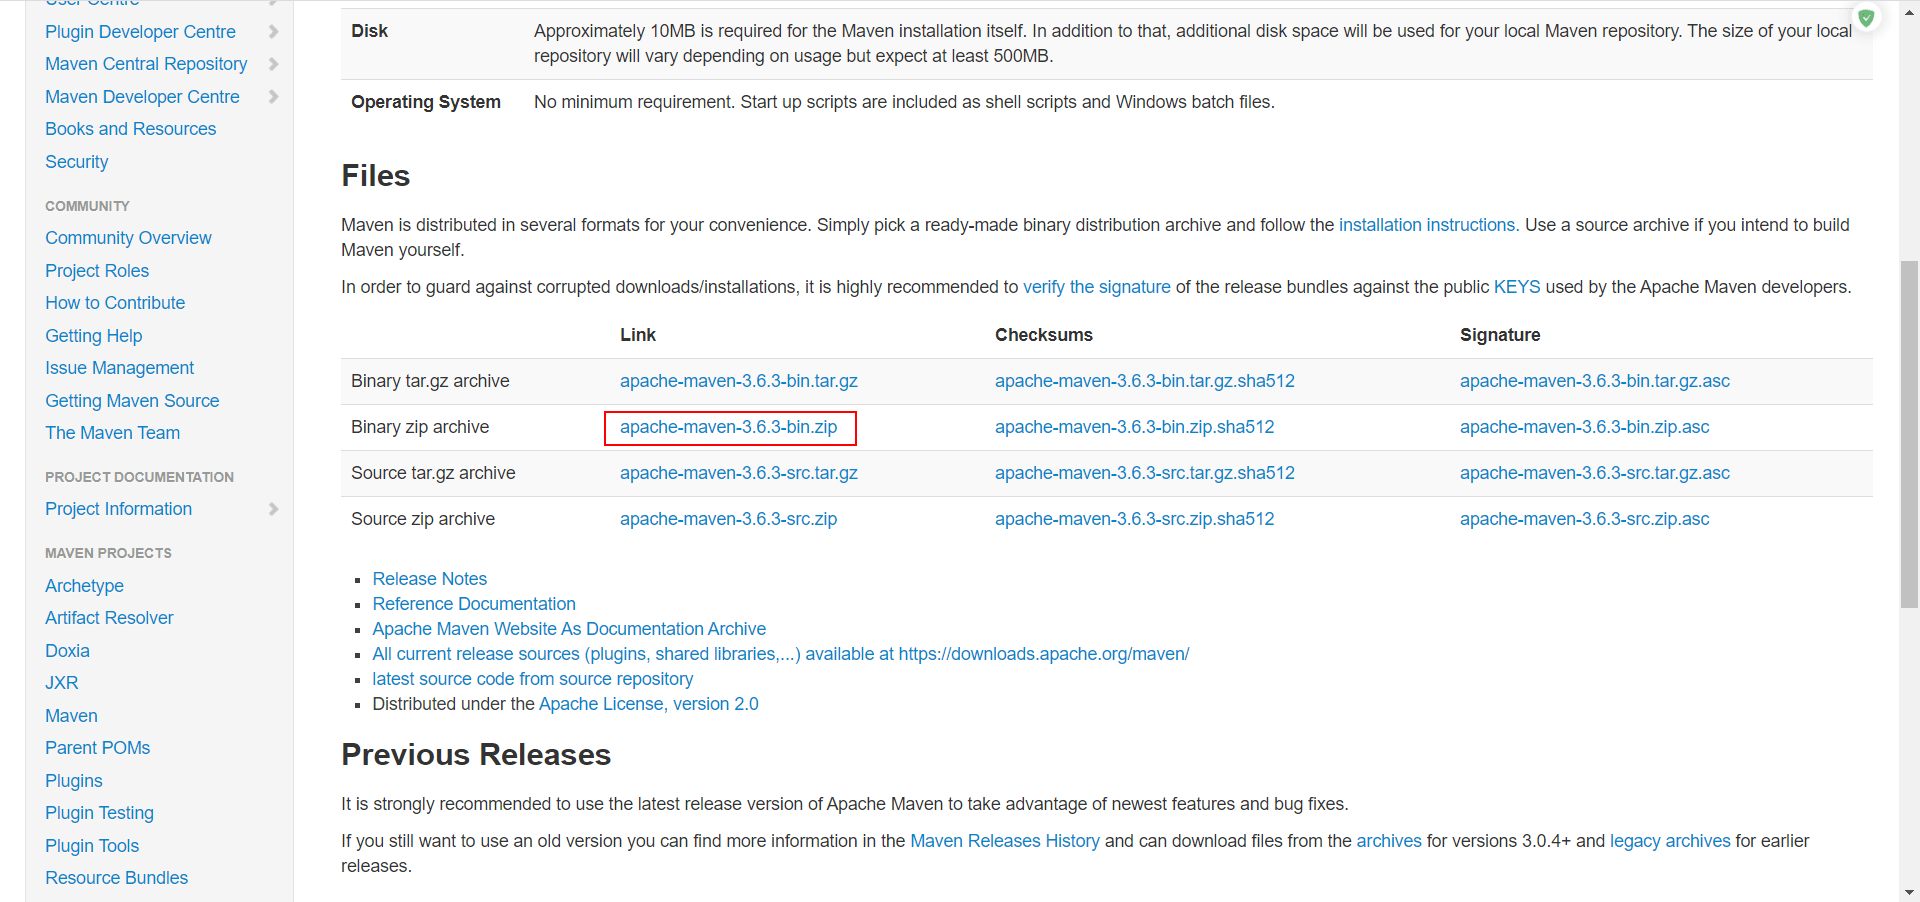 User Centre
Plugin Developer Centre
Maven Central Repository
Maven Developer Centre
Books and Resources
Security
COMMUNITY
Community Overview
Project Roles
How to Contribute
Getting Help
Issue Management
Getting Maven Source
The Maven Team
PROJECT DOCUMENTATION
Project Information
MAVEN PROJECTS
Archetype
Artifact Resolver
Doxia
JXR
Maven
Parent POMs
Plugins
Plugin Testing
Plugin Tools
Resource Bundles
Disk Approximately 10MB is required for the Maven installation itself. In addition to that, additional disk space will be used for your local Maven repository. The size of your local
repository will vary depending on usage but expect at least 500MB.
Operating System No minimum requirement. Start up scripts are included as shell scripts and Windows batch files.
Files
Maven is distributed in several formats for your convenience. Simply pick a ready-made binary distribution archive and follow the installation instructions. Use a source archive if you intend to build
Maven yourself.
In order to guard against corrupted downloads/installations, it is highly recommended to verify the signature of the release bundles against the public KEYS used by the Apache Maven developers.
Link Checksums Signature
Binary tar.gz archive apache-maven-3.6.3-bin.tar.gz apache-maven-3.6.3-bin.tar.gz.sha512 apache-maven-3.6.3-bin.tar.gz.asc
Binary zip archive apache-maven-3.6.3-bin.zip apache-maven-3.6.3-bin.zip.sha512 apache-maven-3.6.3-bin.zip.asc
Source tar.gz archive apache-maven-3.6.3-src.tar.gz apache-maven-3.6.3-src.tar.gz.sha512 apache-maven-3.6.3-src.tar.gz.asc
Source zip archive apache-maven-3.6.3-src.zip apache-maven-3.6.3-src.zip.sha512 apache-maven-3.6.3-src.zip.asc
Release Notes
Reference Documentation
Apache Maven Website As Documentation Archive
All current release sources (plugins, shared libraries,...) available at https://downloads.apache.org/maven/
latest source code from source repository
Distributed under the Apache License, version 2.0
Previous Releases
It is strongly recommended to use the latest release version of Apache Maven to take advantage of newest features and bug fixes.
If you still want to use an old version you can find more information in the Maven Releases History and can download files from the archives for versions 3.0.4+ and legacy archives for earlier
releases.